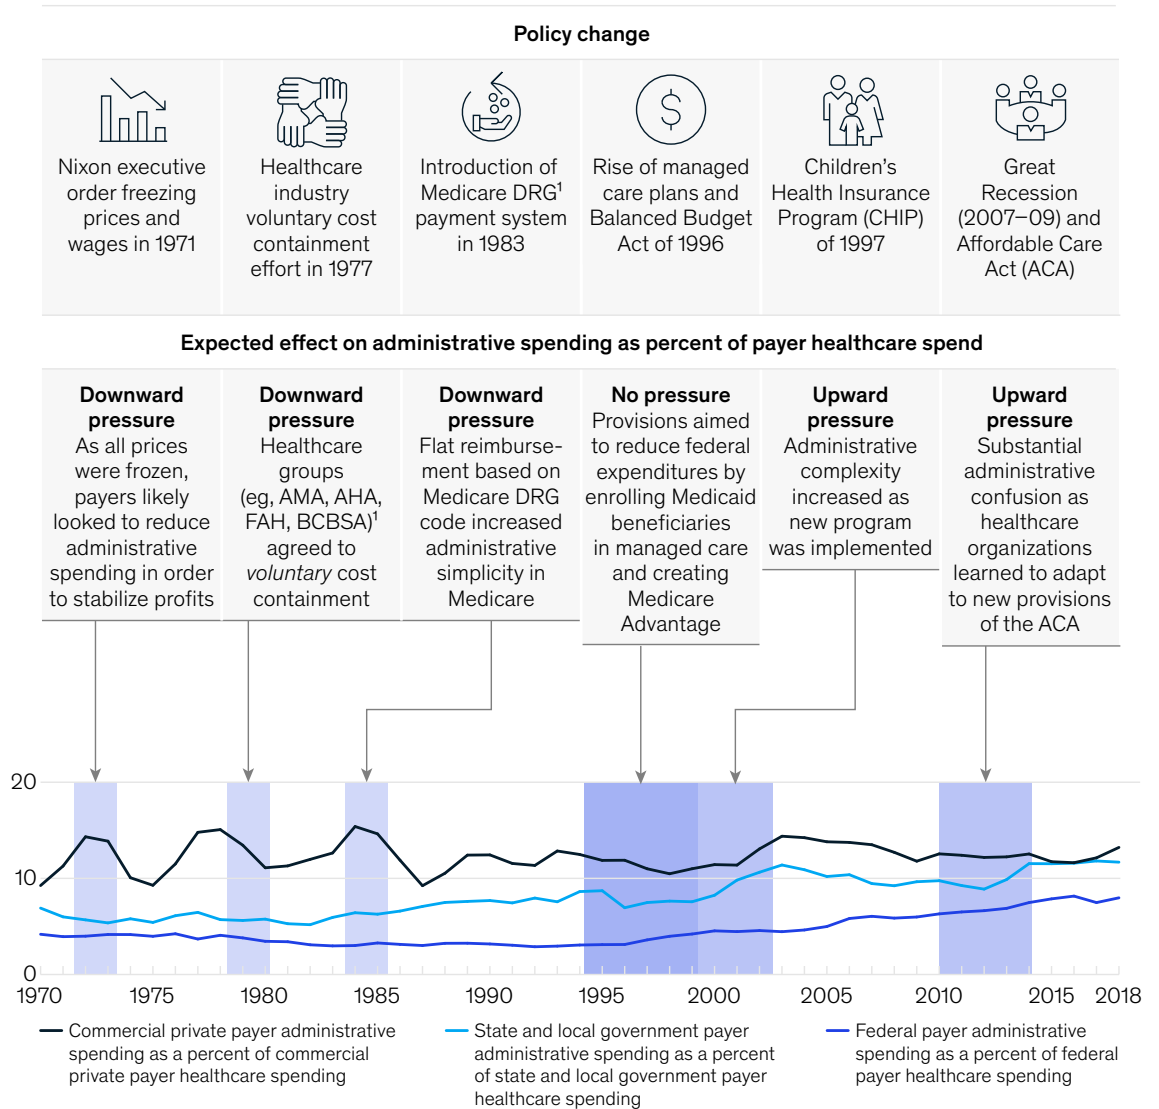 Policy change
Nixon executive
order freezing
prices and
wages in 1971
Healthcare
industry
voluntary cost
containment
effort in 1977
Introduction of
Medicare DRG¹
payment system
in 1983
Rise of managed
care plans and
Balanced Budget
Act of 1996
Children’s
Health Insurance
Program (CHIP)
of 1997
Great
Recession
(2007–09) and
Affordable Care
Act (ACA)
Expected effect on administrative spending as percent of payer healthcare spend
Downward
pressure
As all prices
were frozen,
payers likely
looked to reduce
administrative
spending in order
to stabilize profits
Downward
pressure
Healthcare
groups
(eg, AMA, AHA,
FAH, BCBSA)¹
agreed to
voluntary cost
containment
Downward
pressure
Flat reimburse-
ment based on
Medicare DRG
code increased
administrative
simplicity in
Medicare
No pressure
Provisions aimed
to reduce federal
expenditures by
enrolling Medicaid
beneficiaries
in managed care
and creating
Medicare
Advantage
Upward
pressure
Administrative
complexity
increased as
new program
was implemented
Upward
pressure
Substantial
administrative
confusion as
healthcare
organizations
learned to adapt
to new provisions
of the ACA
20
10
0
1970 1975 1980 1985 1990 1995 2000 2005 2010 2015 2018
Commercial private payer administrative
spending as a percent of commercial
private payer healthcare spending
State and local government payer
administrative spending as a percent
of state and local government payer
healthcare spending
Federal payer administrative
spending as a percent of federal
payer healthcare spending